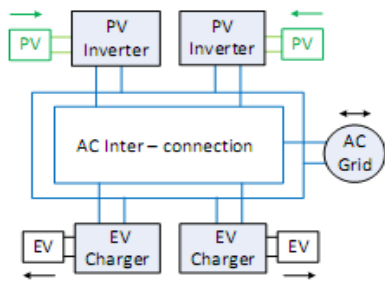 PV
PV
Inverter
PV
Inverter
PV
AC Inter – connection
AC
Grid
EV
EV
Charger
EV
Charger
EV